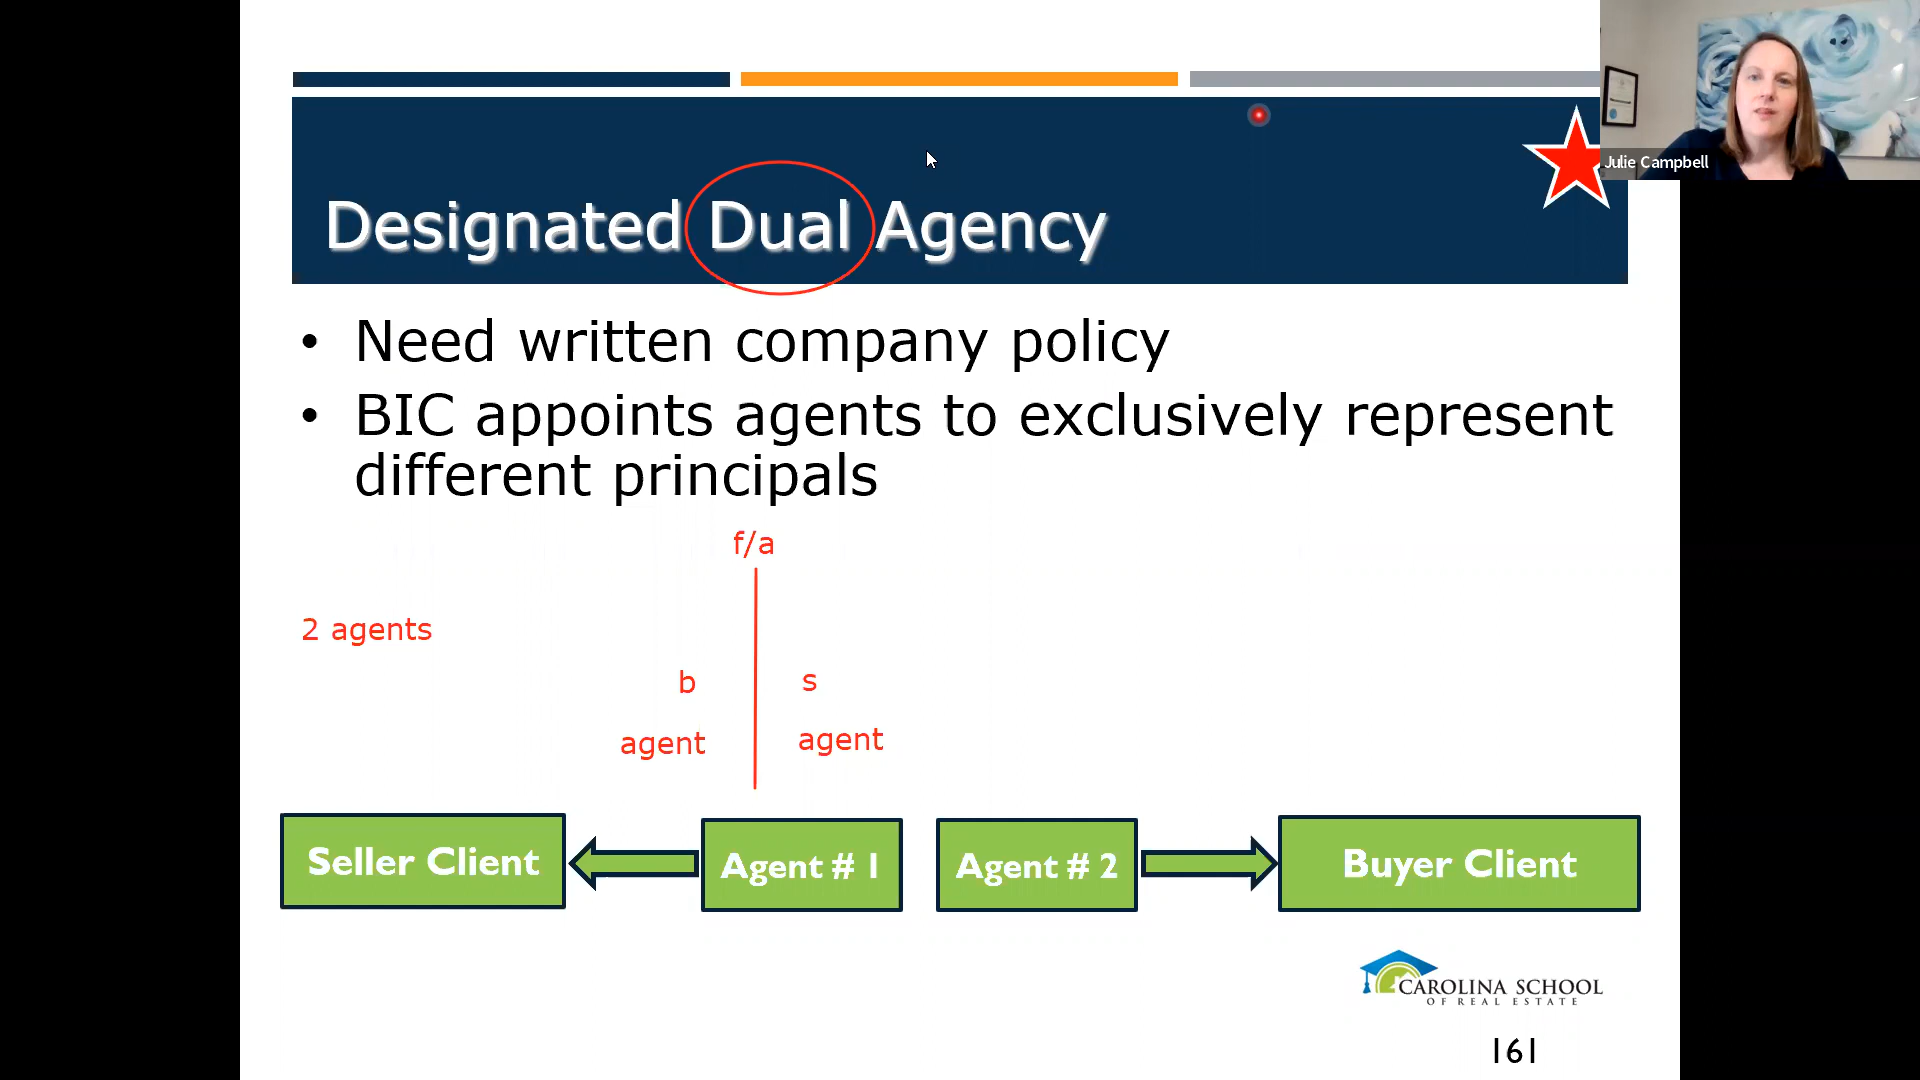 Julie Campbell
Designated Dual Agency
• Need written company policy
• BIC appoints agents to exclusively represent
different principals
f/a
2 agents
b s
agent agent
Seller Client Agent # 1 Agent # 2 Buyer Client
CAROLINA SCHOOL
OF REAL ESTATE
161